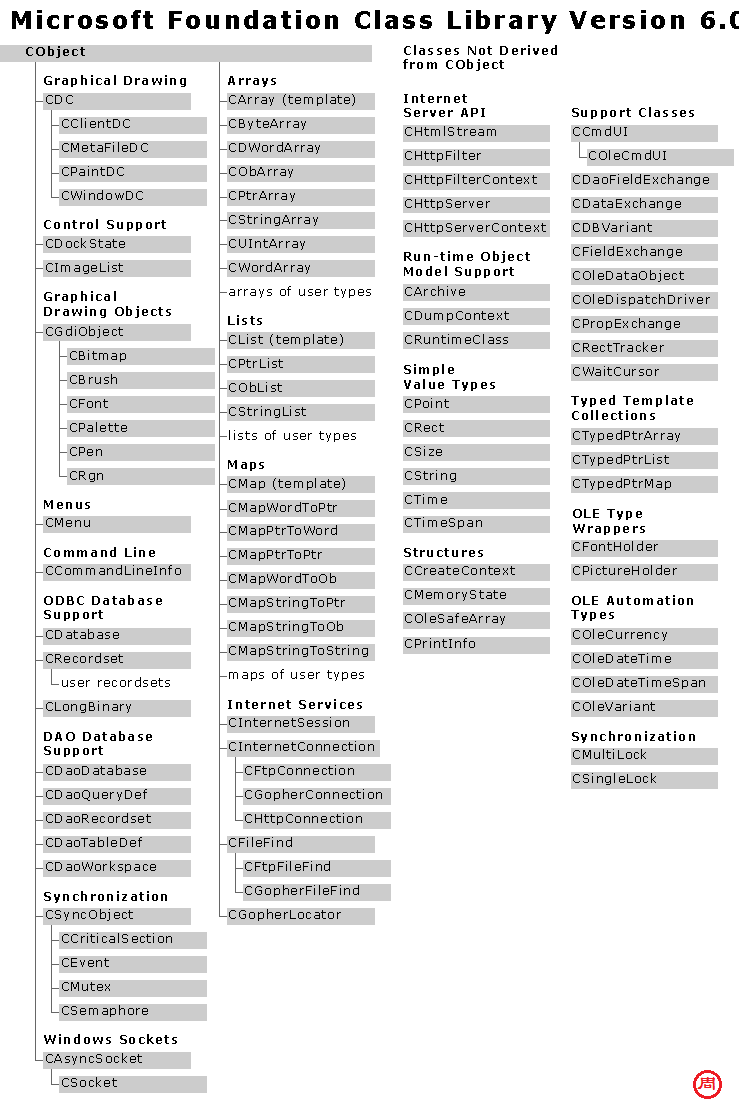 Microsoft Foundation Class Library Version 6.0
CObject
Graphical Drawing
CDC
CClientDC
CMetaFileDC
CPaintDC
CWindowDC
Control Support
CDockState
CImageList
Graphical
Drawing Objects
CGdiObject
CBitmap
CBrush
CFont
CPalette
CPen
CRgn
Menus
CMenu
Command Line
CCommandLineInfo
ODBC Database
Support
CDatabase
CRecordset
user recordsets
CLongBinary
DAO Database
Support
CDaoDatabase
CDaoQueryDef
CDaoRecordset
CDaoTableDef
CDaoWorkspace
Synchronization
CSyncObject
CCriticalSection
CEvent
CMutex
CSemaphore
Windows Sockets
CAsyncSocket
CSocket
Arrays
CArray (template)
CByteArray
CDWordArray
CObArray
CPtrArray
CStringArray
CUIntArray
CWordArray
arrays of user types
Lists
CList (template)
CPtrList
CObList
CStringList
lists of user types
Maps
CMap (template)
CMapWordToPtr
CMapPtrToWord
CMapPtrToPtr
CMapWordToOb
CMapStringToPtr
CMapStringToOb
CMapStringToString
maps of user types
Internet Services
CInternetSession
CInternetConnection
CFtpConnection
CGopherConnection
CHttpConnection
CFileFind
CFtpFileFind
CGopherFileFind
CGopherLocator
Classes Not Derived
from CObject
Internet
Server API
CHtmlStream
CHttpFilter
CHttpFilterContext
CHttpServer
CHttpServerContext
Run-time Object
Model Support
CArchive
CDumpContext
CRuntimeClass
Simple
Value Types
CPoint
CRect
CSize
CString
CTime
CTimeSpan
Structures
CCreateContext
CMemoryState
COleSafeArray
CPrintInfo
Support Classes
CCmdUI
COleCmdUI
CDaoFieldExchange
CDataExchange
CDBVariant
CFieldExchange
COleDataObject
COleDispatchDriver
CPropExchange
CRectTracker
CWaitCursor
Typed Template
Collections
CTypedPtrArray
CTypedPtrList
CTypedPtrMap
OLE Type
Wrappers
CFontHolder
CPictureHolder
OLE Automation
Types
COleCurrency
COleDateTime
COleDateTimeSpan
COleVariant
Synchronization
CMultiLock
CSingleLock
周